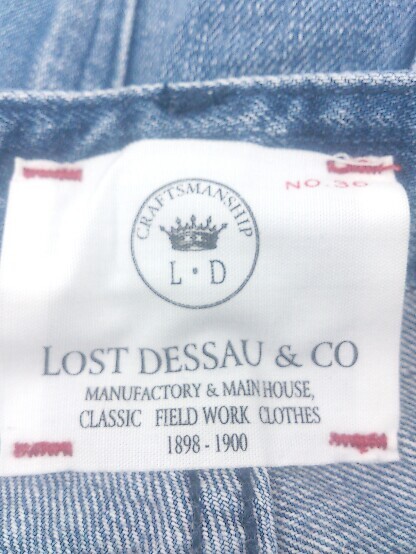 CRAFTSMANSHIP
NO. 36
L · D
LOST DESSAU & CO
MANUFACTORY & MAIN HOUSE,
CLASSIC FIELD WORK CLOTHES
1898 - 1900